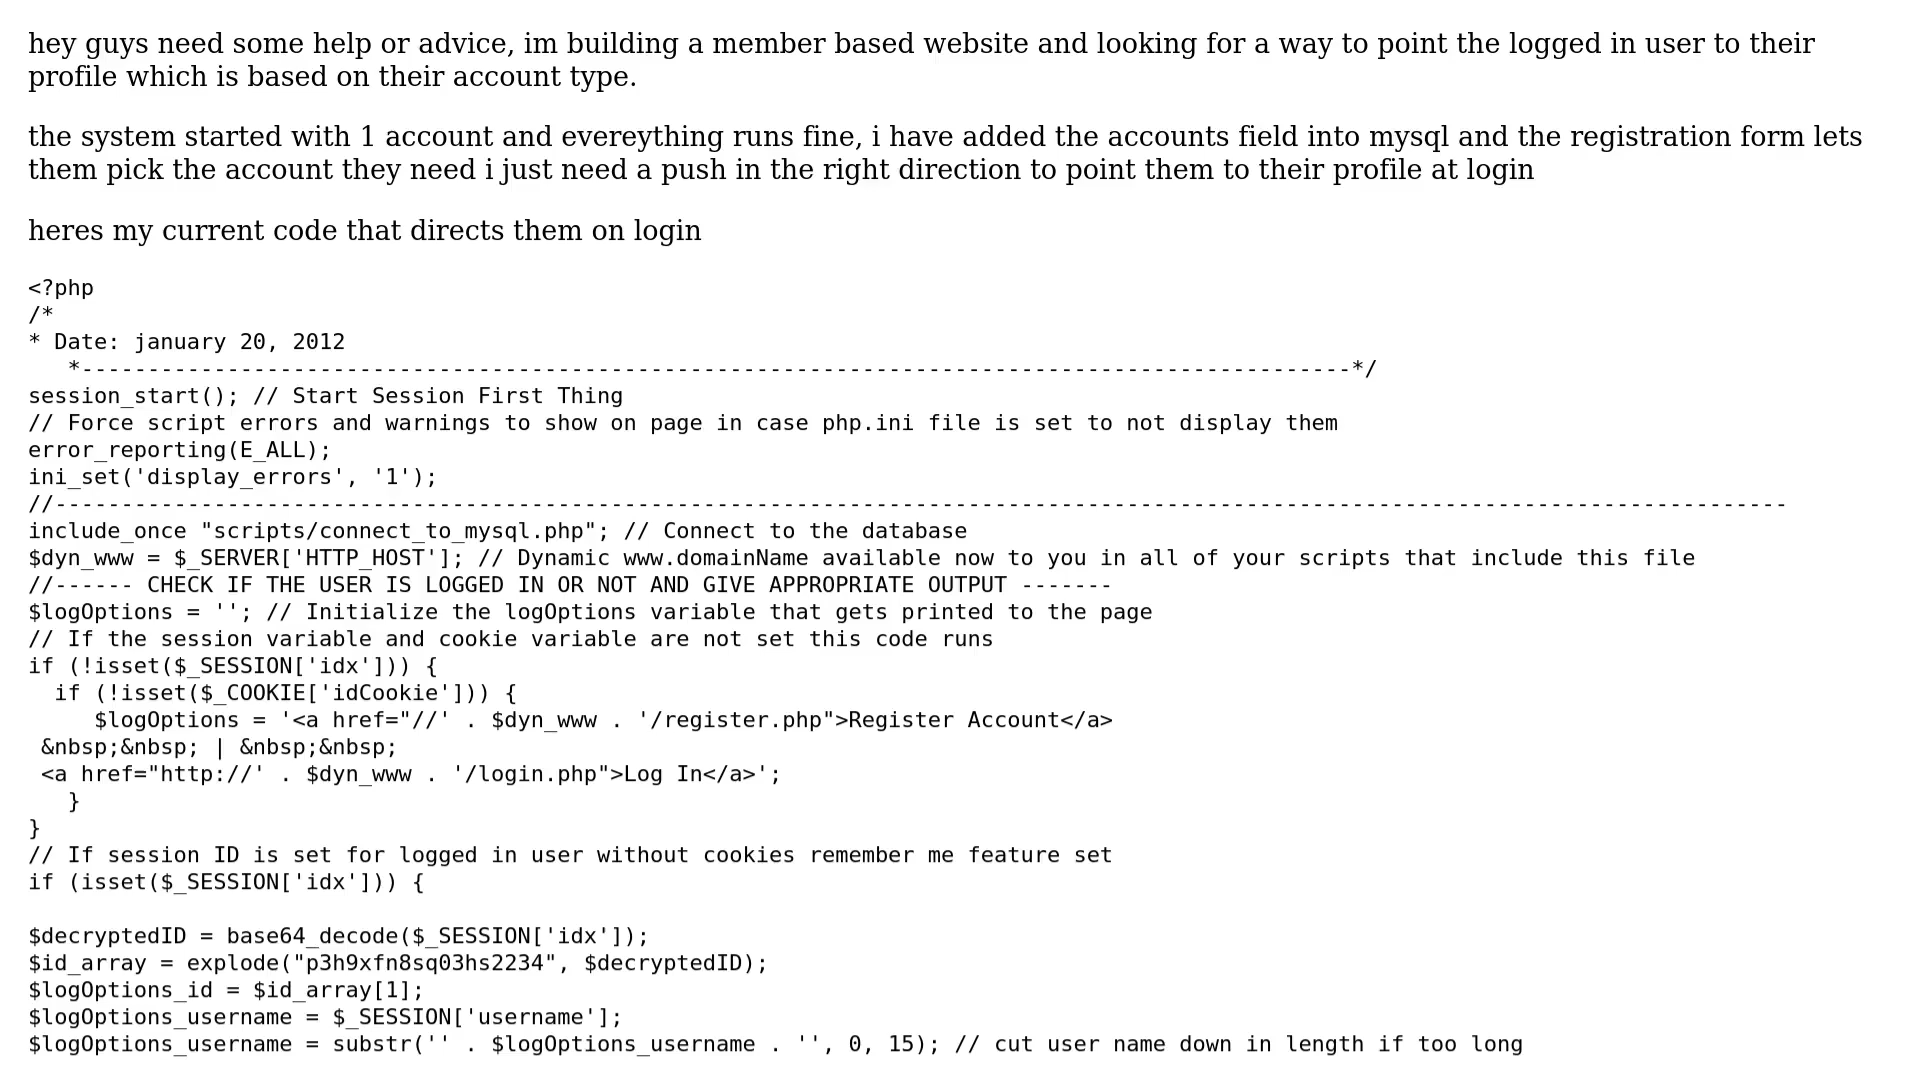 hey guys need some help or advice, im building a member based website and looking for a way to point the logged in user to their
profile which is based on their account type.
the system started with 1 account and evereything runs fine, i have added the accounts field into mysql and the registration form lets
them pick the account they need i just need a push in the right direction to point them to their profile at login
heres my current code that directs them on login
<?php
/*
* Date: january 20, 2012
   *------------------------------------------------------------------------------------------------*/
session_start(); // Start Session First Thing
// Force script errors and warnings to show on page in case php.ini file is set to not display them
error_reporting(E_ALL);
ini_set('display_errors', '1');
//-----------------------------------------------------------------------------------------------------------------------------------
include_once "scripts/connect_to_mysql.php"; // Connect to the database
$dyn_www = $_SERVER['HTTP_HOST']; // Dynamic www.domainName available now to you in all of your scripts that include this file
//------ CHECK IF THE USER IS LOGGED IN OR NOT AND GIVE APPROPRIATE OUTPUT -------
$logOptions = ''; // Initialize the logOptions variable that gets printed to the page
// If the session variable and cookie variable are not set this code runs
if (!isset($_SESSION['idx'])) {
  if (!isset($_COOKIE['idCookie'])) {
     $logOptions = '<a href="//' . $dyn_www . '/register.php">Register Account</a>
 &nbsp;&nbsp; | &nbsp;&nbsp;
 <a href="http://' . $dyn_www . '/login.php">Log In</a>';
   }
}
// If session ID is set for logged in user without cookies remember me feature set
if (isset($_SESSION['idx'])) {
$decryptedID = base64_decode($_SESSION['idx']);
$id_array = explode("p3h9xfn8sq03hs2234", $decryptedID);
$logOptions_id = $id_array[1];
$logOptions_username = $_SESSION['username'];
$logOptions_username = substr('' . $logOptions_username . '', 0, 15); // cut user name down in length if too long